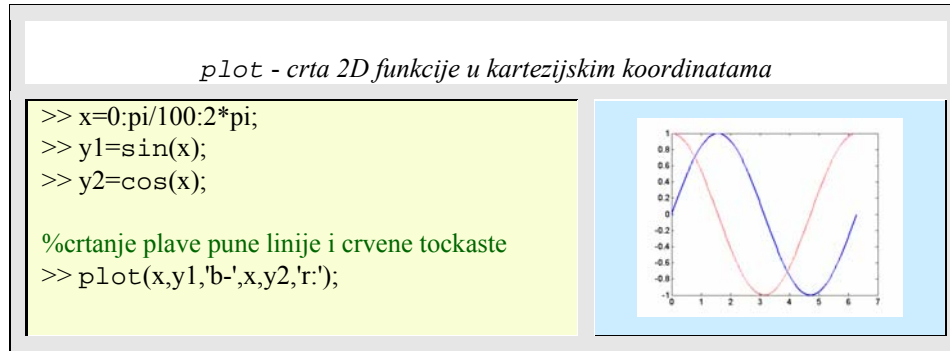 plot - crta 2D funkcije u kartezijskim koordinatama
>> x=0:pi/100:2*pi;
>> y1=sin(x);
>> y2=cos(x);
%crtanje plave pune linije i crvene tockaste
>> plot(x,y1,'b-',x,y2,'r:');
1
0.8
0.6
0.4
0.2
0
-0.2
-0.4
-0.6
-0.8
-1
0 1 2 3 4 5 6 7